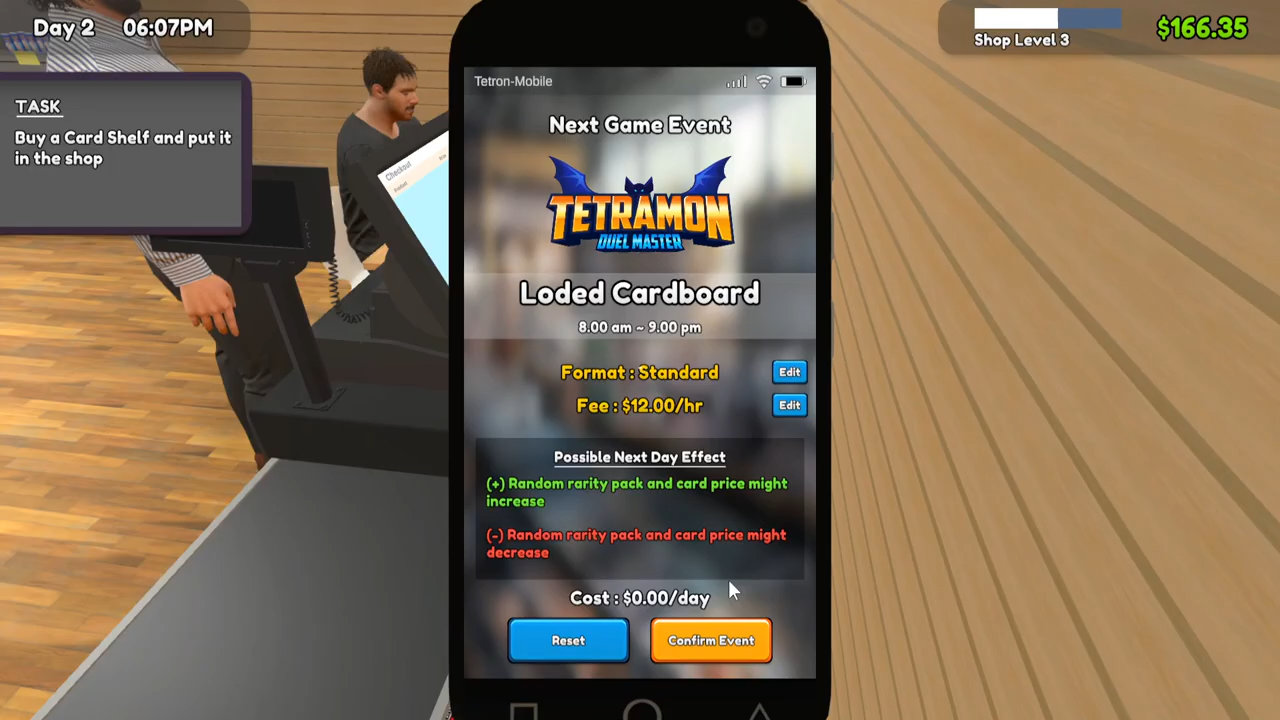 Day 2 06:07PM
Shop Level 3
$166.35
TASK
Buy a Card Shelf and put it
in the shop
Checkout
Tetron-Mobile
Next Game Event
TETRAMON
DUEL MASTER
Loded Cardboard
8.00 am ~ 9.00 pm
Format : Standard
Edit
Fee : $12.00/hr
Edit
Possible Next Day Effect
(+) Random rarity pack and card price might
increase
(-) Random rarity pack and card price might
decrease
Cost : $0.00/day
Reset
Confirm Event